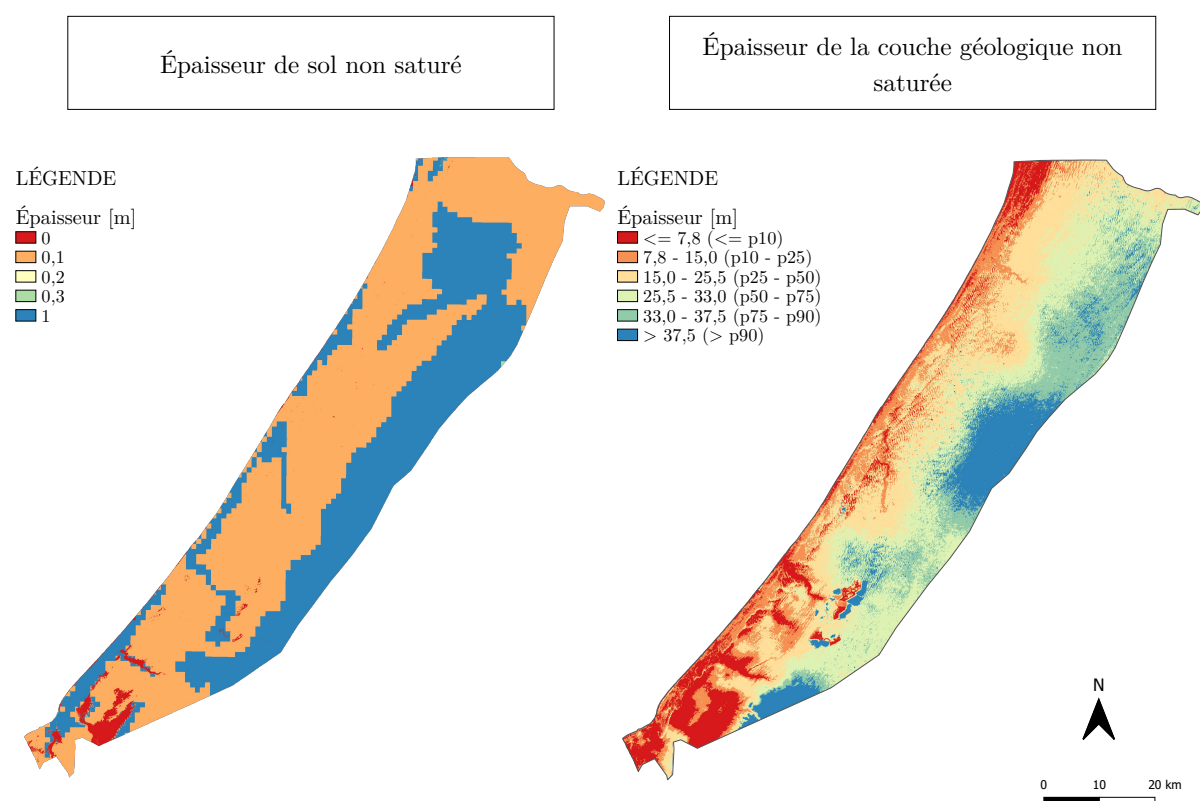 Épaisseur de sol non saturé
Épaisseur de la couche géologique non
saturée
LÉGENDE
Épaisseur [m]
0
0,1
0,2
0,3
1
LÉGENDE
Épaisseur [m]
<= 7,8 (<= p10)
7,8 - 15,0 (p10 - p25)
15,0 - 25,5 (p25 - p50)
25,5 - 33,0 (p50 - p75)
33,0 - 37,5 (p75 - p90)
> 37,5 (> p90)
N
0 10 20 km